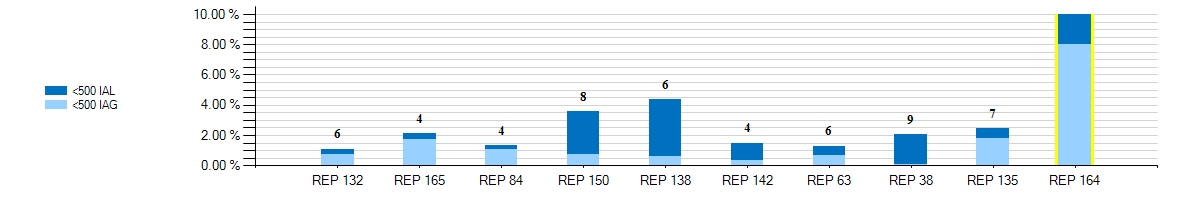 10.00 %
8.00 %
6.00 %
4.00 %
2.00 %
0.00 %
<500 IAL
<500 IAG
6
4
4
8
6
4
6
9
7
REP 132
REP 165
REP 84
REP 150
REP 138
REP 142
REP 63
REP 38
REP 135
REP 164